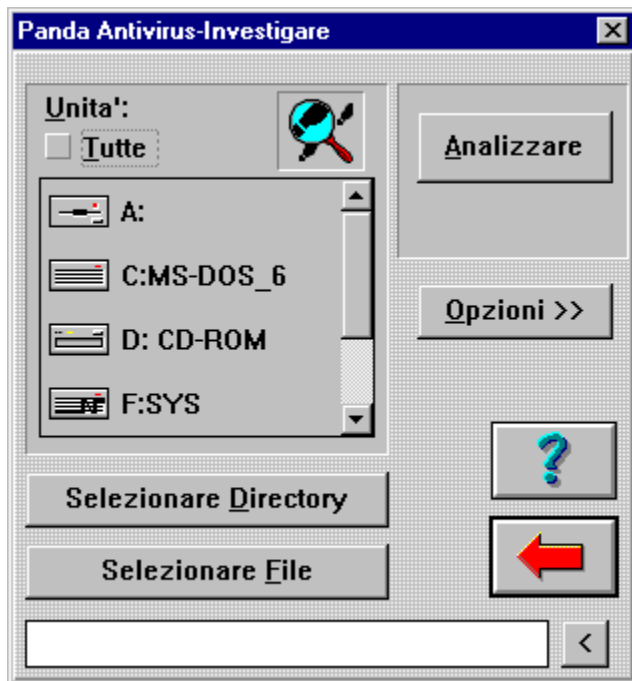 Panda Antivirus-Investigare
Unita':
Tutte
A:
C:MS-DOS_6
D: CD-ROM
F:SYS
Analizzare
Opzioni >>
?
Selezionare Directory
Selezionare File
<